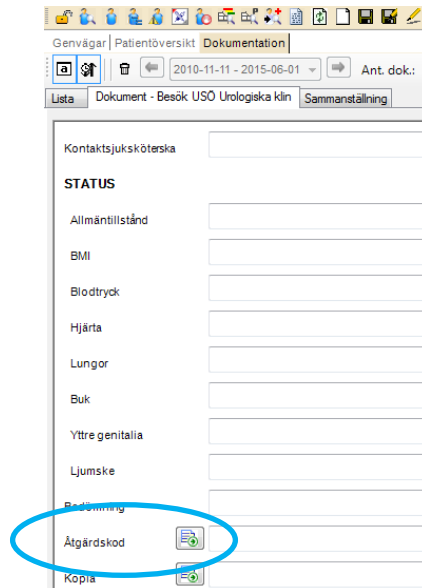 Genvägar Patientöversikt Dokumentation
a 2010-11-11 - 2015-06-01 Ant. dok.:
Lista Dokument - Besök USÖ Urologiska klin Sammanställning
Kontaktsjuksköterska
STATUS
Allmäntillstånd
BMI
Blodtryck
Hjärta
Lungor
Buk
Yttre genitalia
Ljumske
Bedömning
Åtgärdskod
Kopia